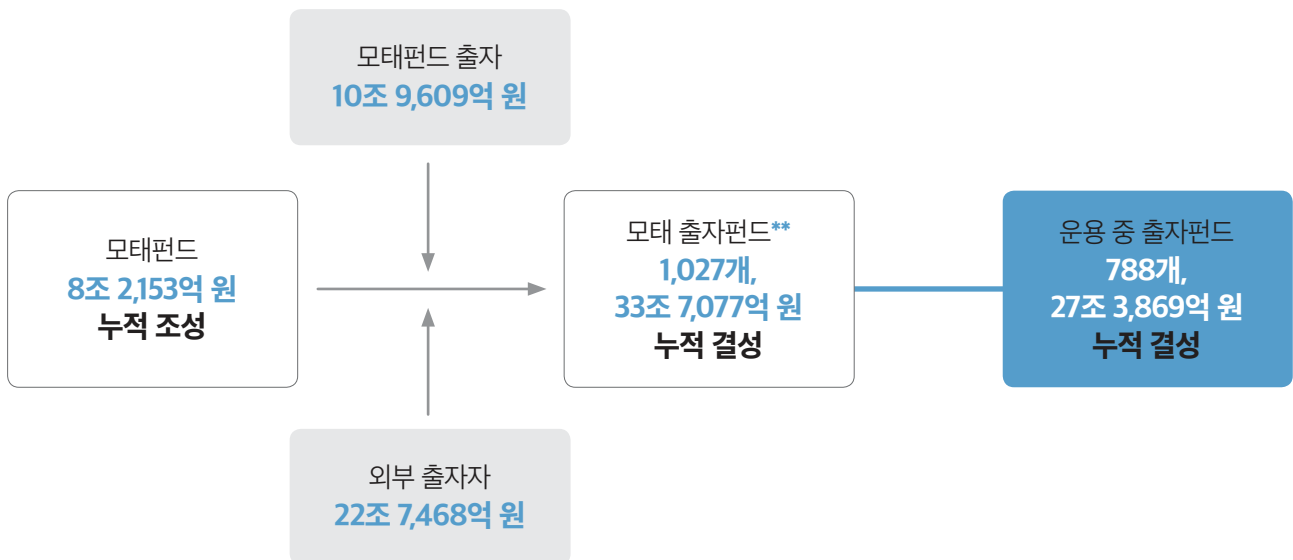 모태펀드 출자
10조 9,609억 원
모태펀드
8조 2,153억 원
누적 조성
모태 출자펀드**
1,027개,
33조 7,077억 원
누적 결성
운용 중 출자펀드
788개,
27조 3,869억 원
누적 결성
외부 출자자
22조 7,468억 원